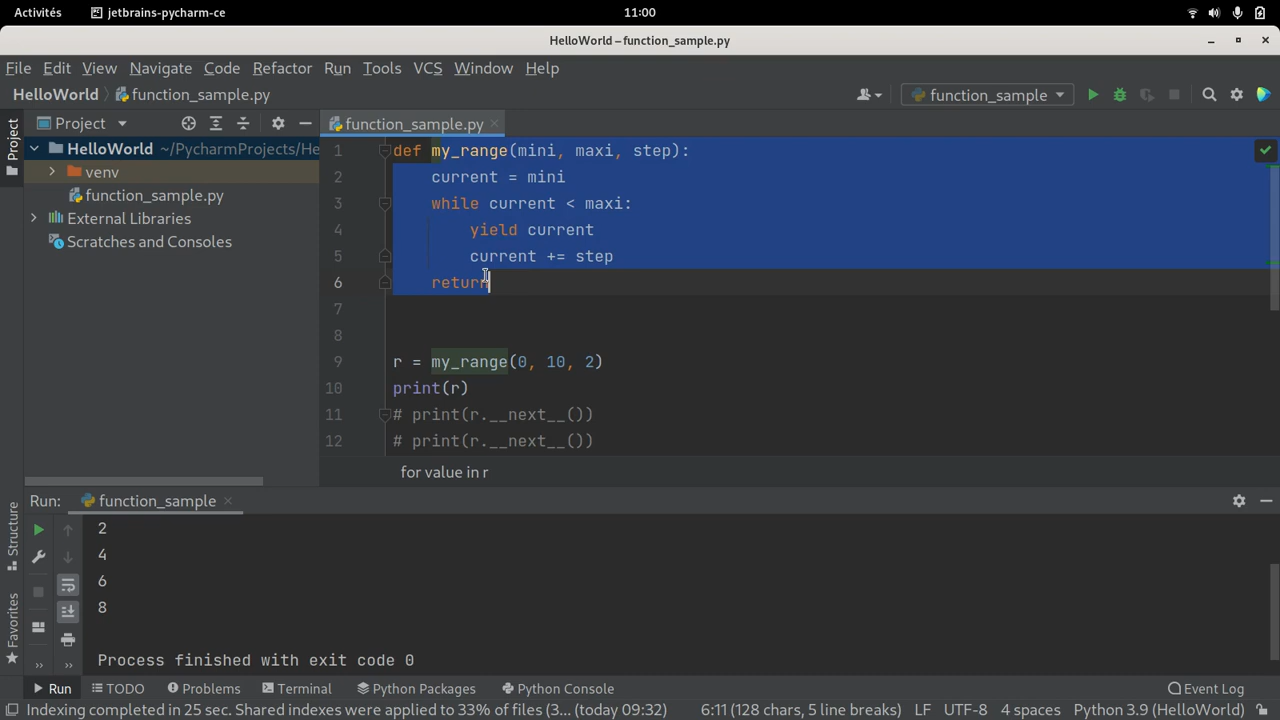 Activités jetbrains-pycharm-ce 11:00
HelloWorld – function_sample.py
File Edit View Navigate Code Refactor Run Tools VCS Window Help
HelloWorld function_sample.py function_sample
Project Project function_sample.py
HelloWorld ~/PycharmProjects/He
venv
function_sample.py
External Libraries
Scratches and Consoles
1 def my_range(mini, maxi, step):
2 current = mini
3 while current < maxi:
4 yield current
5 current += step
6 return
7
8
9 r = my_range(0, 10, 2)
10 print(r)
11 # print(r.__next__())
12 # print(r.__next__())
for value in r
Run: function_sample
2
4
6
8
Process finished with exit code 0
Structure
Favorites
Run TODO Problems Terminal Python Packages Python Console Event Log
Indexing completed in 25 sec. Shared indexes were applied to 33% of files (3... (today 09:32) 6:11 (128 chars, 5 line breaks) LF UTF-8 4 spaces Python 3.9 (HelloWorld)